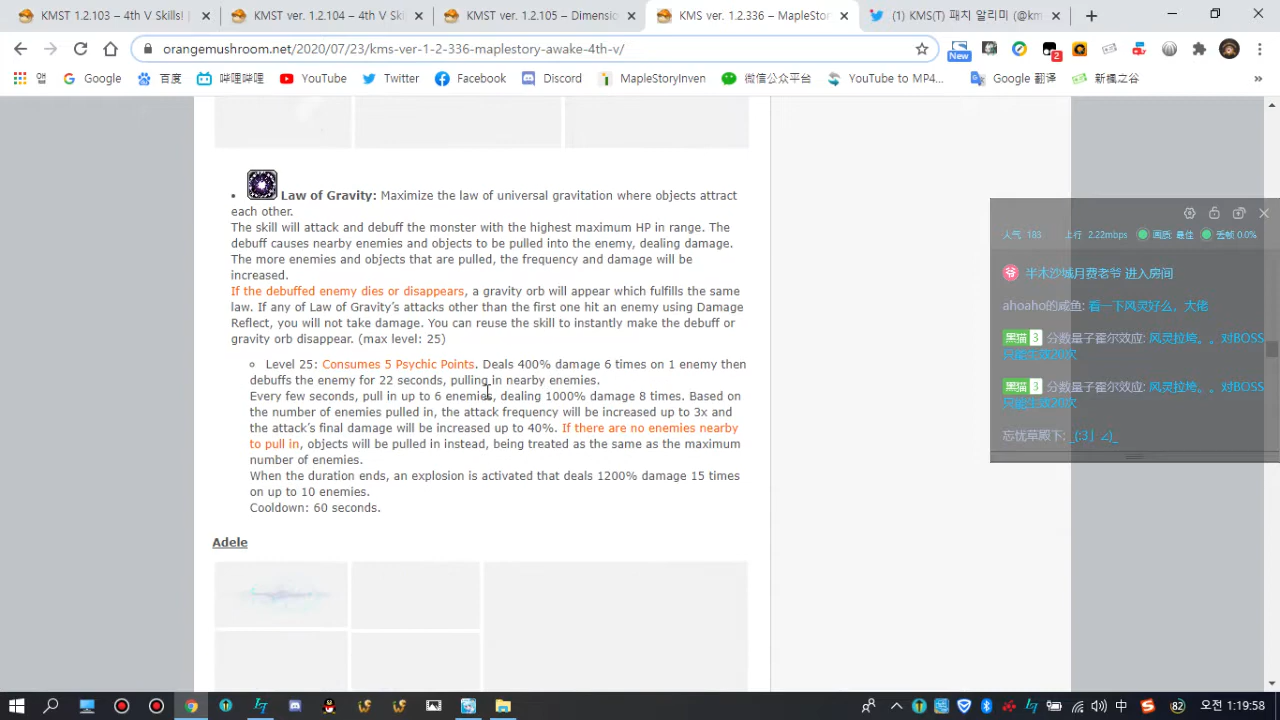 KMST 1.2.103 – 4th V Skills!
KMST ver. 1.2.104 – 4th V Ski
KMST ver. 1.2.105 – Dimensio
KMS ver. 1.2.336 – MapleStor
(1) KMS(T) 패치 알리미 (@km
orangemushroom.net/2020/07/23/kms-ver-1-2-336-maplestory-awake-4th-v/
New
2
앱
Google
百度
哔哩哔哩
YouTube
Twitter
Facebook
Discord
MapleStoryInven
微信公众平台
YouTube to MP4...
Google 翻译
新楓之谷
Law of Gravity: Maximize the law of universal gravitation where objects attract
each other.
The skill will attack and debuff the monster with the highest maximum HP in range. The
debuff causes nearby enemies and objects to be pulled into the enemy, dealing damage.
The more enemies and objects that are pulled, the frequency and damage will be
increased.
If the debuffed enemy dies or disappears, a gravity orb will appear which fulfills the same
law. If any of Law of Gravity's attacks other than the first one hit an enemy using Damage
Reflect, you will not take damage. You can reuse the skill to instantly make the debuff or
gravity orb disappear. (max level: 25)
Level 25: Consumes 5 Psychic Points. Deals 400% damage 6 times on 1 enemy then
debuffs the enemy for 22 seconds, pulling in nearby enemies.
Every few seconds, pull in up to 6 enemies, dealing 1000% damage 8 times. Based on
the number of enemies pulled in, the attack frequency will be increased up to 3x and
the attack's final damage will be increased up to 40%. If there are no enemies nearby
to pull in, objects will be pulled in instead, being treated as the same as the maximum
number of enemies.
When the duration ends, an explosion is activated that deals 1200% damage 15 times
on up to 10 enemies.
Cooldown: 60 seconds.
Adele
人气 183 上行 2.22mbps 画质 最佳 丢帧 0.0%
爷 半木沙城月费老爷 进入房间
ahoaho的咸鱼: 看一下风灵好么，大佬
黑猫 3 分数量子霍尔效应: 风灵拉垮。。对BOSS
只能生效20次
黑猫 3 分数量子霍尔效应: 风灵拉垮。。对BOSS
只能生效20次
忘忧草殿下: _(:3」∠)_
中
82
오전 1:19:58